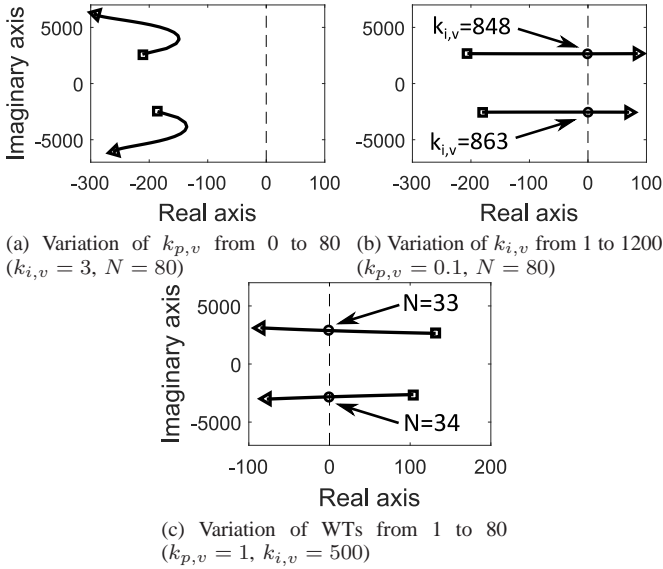 Imaginary axis
5000
0
-5000
-300 -200 -100 0 100
Real axis
(a) Variation of k_{p,v} from 0 to 80
(k_{i,v} = 3, N = 80)
5000
0
-5000
k_{i,v}=848
k_{i,v}=863
-100 0 100
-300 -200
Real axis
(b) Variation of k_{i,v} from 1 to 1200
(k_{p,v} = 0.1, N = 80)
Imaginary axis
5000
0
-5000
N=33
N=34
-100 0 100 200
Real axis
(c) Variation of WTs from 1 to 80
(k_{p,v} = 1, k_{i,v} = 500)